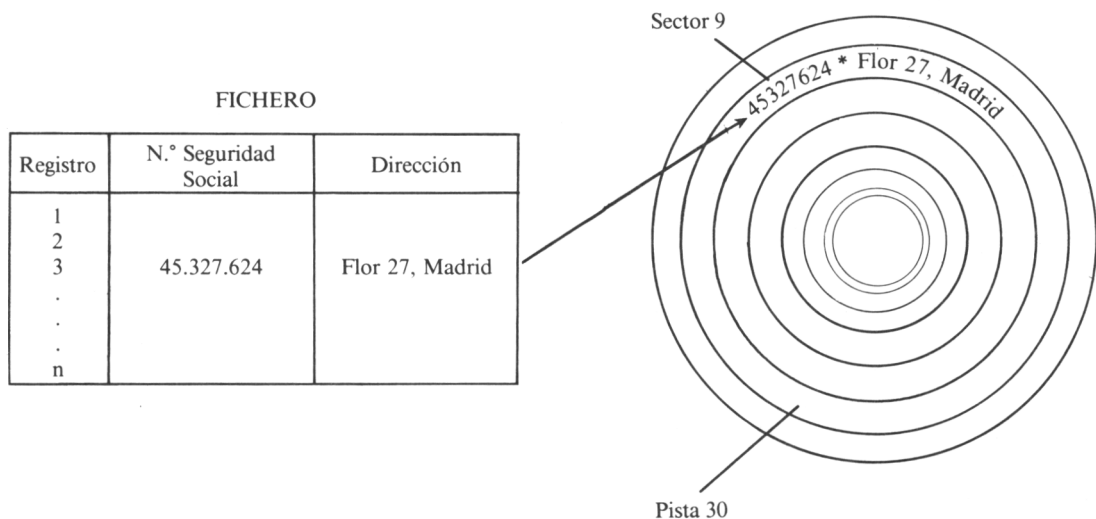 Sector 9
45327624 * Flor 27, Madrid
FICHERO
Registro
N.° Seguridad
Social
Dirección
1
2
3 45.327.624 Flor 27, Madrid
.
.
.
n
Pista 30